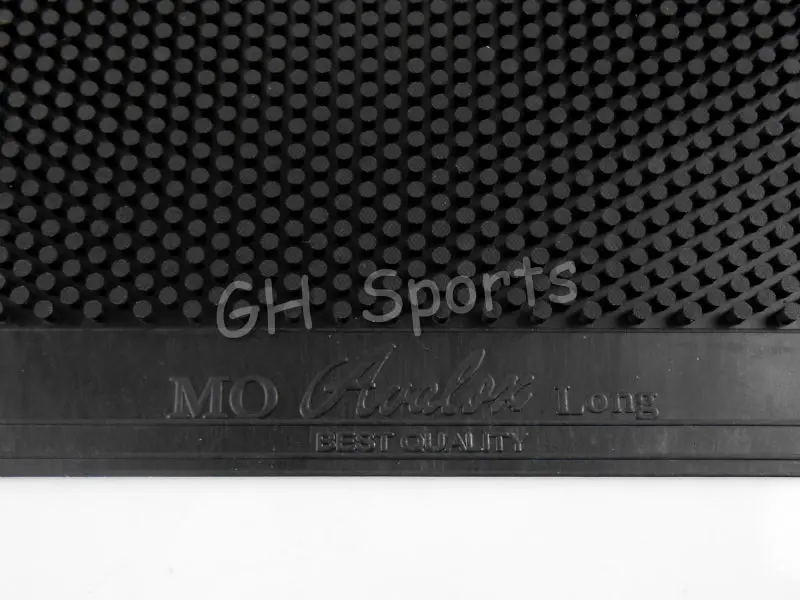 GH Sports
MO Avalox Long
BEST QUALITY